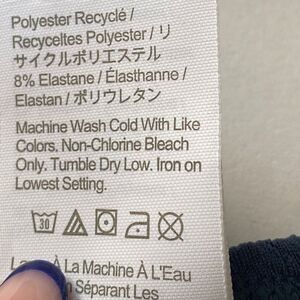 Polyester Recyclé /
Recyceltes Polyester / リ
サイクルポリエステル
8% Elastane / Élasthanne /
Elastan / ポリウレタン
Machine Wash Cold With Like
Colors, Non-Chlorine Bleach
Only. Tumble Dry Low. Iron on
Lowest Setting.
30
À La Machine À L'Eau
Séparant Les